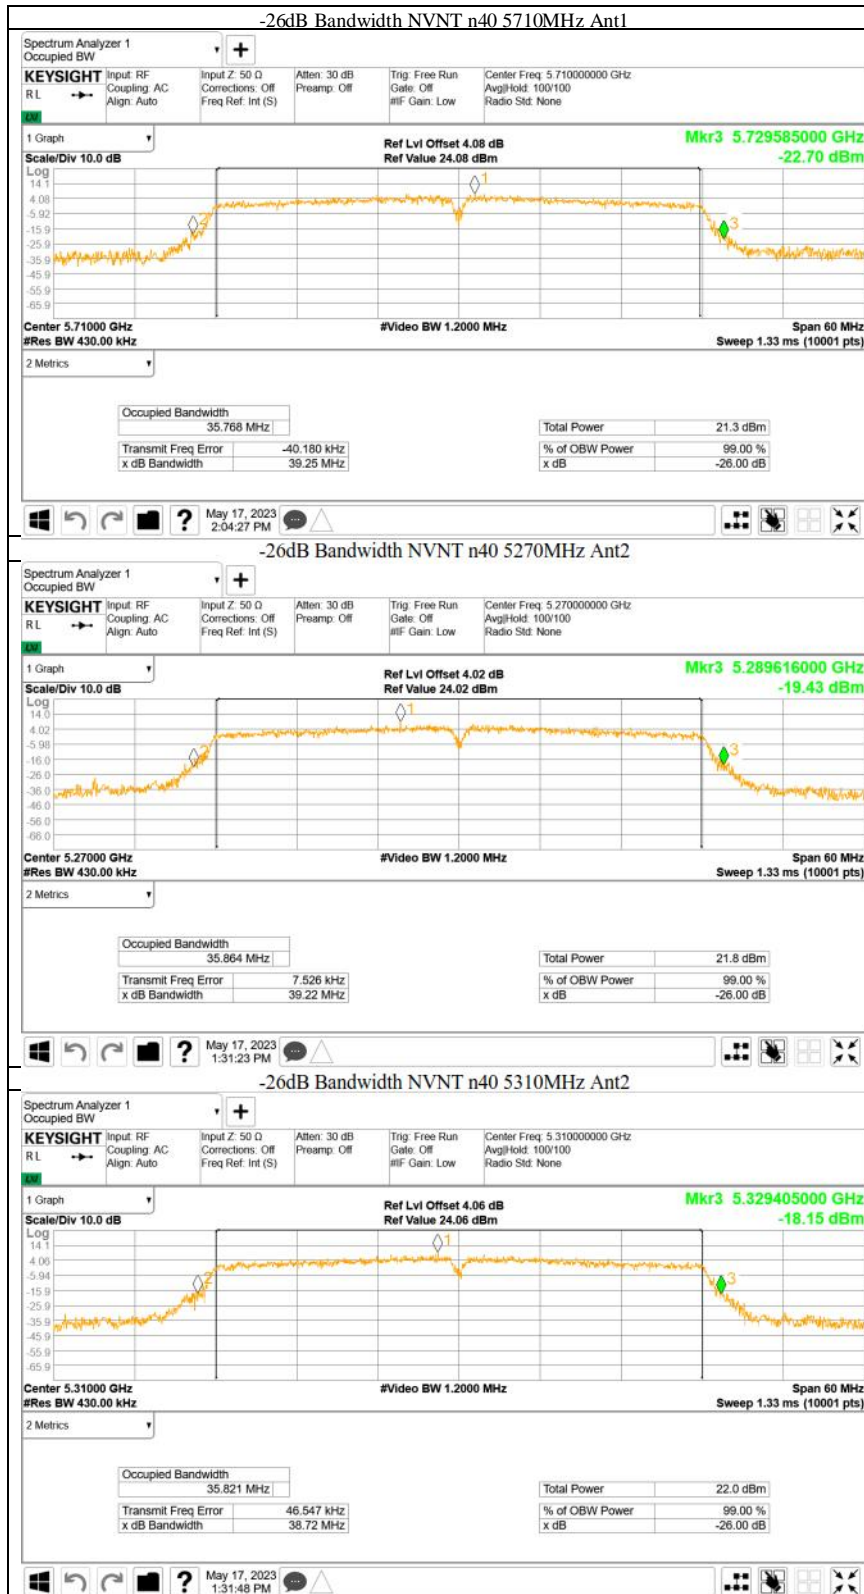 -26dB Bandwidth NVNT n40 5710MHz Ant1
Spectrum Analyzer 1
Occupied BW
+
KEYSIGHT Input: RF Input Z: 50 Ω Atten: 30 dB Trig: Free Run Center Freq: 5.710000000 GHz
RL Coupling: AC Corrections: Off Preamp: Off Gate: Off Avg|Hold: 100/100
Align: Auto Freq Ref: Int (S) #IF Gain: Low Radio Std: None
1 Graph Ref Lvl Offset 4.08 dB Mkr3 5.729585000 GHz
Scale/Div 10.0 dB Ref Value 24.08 dBm -22.70 dBm
Log
14.1
4.08
-5.92
-15.9
-25.9
-35.9
-45.9
-55.9
-65.9
1
2
3
Center 5.71000 GHz #Video BW 1.2000 MHz Span 60 MHz
#Res BW 430.00 kHz Sweep 1.33 ms (10001 pts)
2 Metrics
Occupied Bandwidth
35.768 MHz Total Power 21.3 dBm
Transmit Freq Error -40.180 kHz % of OBW Power 99.00 %
x dB Bandwidth 39.25 MHz x dB -26.00 dB
? May 17, 2023
2:04:27 PM
-26dB Bandwidth NVNT n40 5270MHz Ant2
Spectrum Analyzer 1
Occupied BW
+
KEYSIGHT Input: RF Input Z: 50 Ω Atten: 30 dB Trig: Free Run Center Freq: 5.270000000 GHz
RL Coupling: AC Corrections: Off Preamp: Off Gate: Off Avg|Hold: 100/100
Align: Auto Freq Ref: Int (S) #IF Gain: Low Radio Std: None
1 Graph Ref Lvl Offset 4.02 dB Mkr3 5.289616000 GHz
Scale/Div 10.0 dB Ref Value 24.02 dBm -19.43 dBm
Log
14.0
4.02
-5.98
-16.0
-26.0
-36.0
-46.0
-56.0
-66.0
1
2
3
Center 5.27000 GHz #Video BW 1.2000 MHz Span 60 MHz
#Res BW 430.00 kHz Sweep 1.33 ms (10001 pts)
2 Metrics
Occupied Bandwidth
35.864 MHz Total Power 21.8 dBm
Transmit Freq Error 7.526 kHz % of OBW Power 99.00 %
x dB Bandwidth 39.22 MHz x dB -26.00 dB
? May 17, 2023
1:31:23 PM
-26dB Bandwidth NVNT n40 5310MHz Ant2
Spectrum Analyzer 1
Occupied BW
+
KEYSIGHT Input: RF Input Z: 50 Ω Atten: 30 dB Trig: Free Run Center Freq: 5.310000000 GHz
RL Coupling: AC Corrections: Off Preamp: Off Gate: Off Avg|Hold: 100/100
Align: Auto Freq Ref: Int (S) #IF Gain: Low Radio Std: None
1 Graph Ref Lvl Offset 4.06 dB Mkr3 5.329405000 GHz
Scale/Div 10.0 dB Ref Value 24.06 dBm -18.15 dBm
Log
14.1
4.06
-5.94
-15.9
-25.9
-35.9
-45.9
-55.9
-65.9
1
2
3
Center 5.31000 GHz #Video BW 1.2000 MHz Span 60 MHz
#Res BW 430.00 kHz Sweep 1.33 ms (10001 pts)
2 Metrics
Occupied Bandwidth
35.821 MHz Total Power 22.0 dBm
Transmit Freq Error 46.547 kHz % of OBW Power 99.00 %
x dB Bandwidth 38.72 MHz x dB -26.00 dB
? May 17, 2023
1:31:48 PM